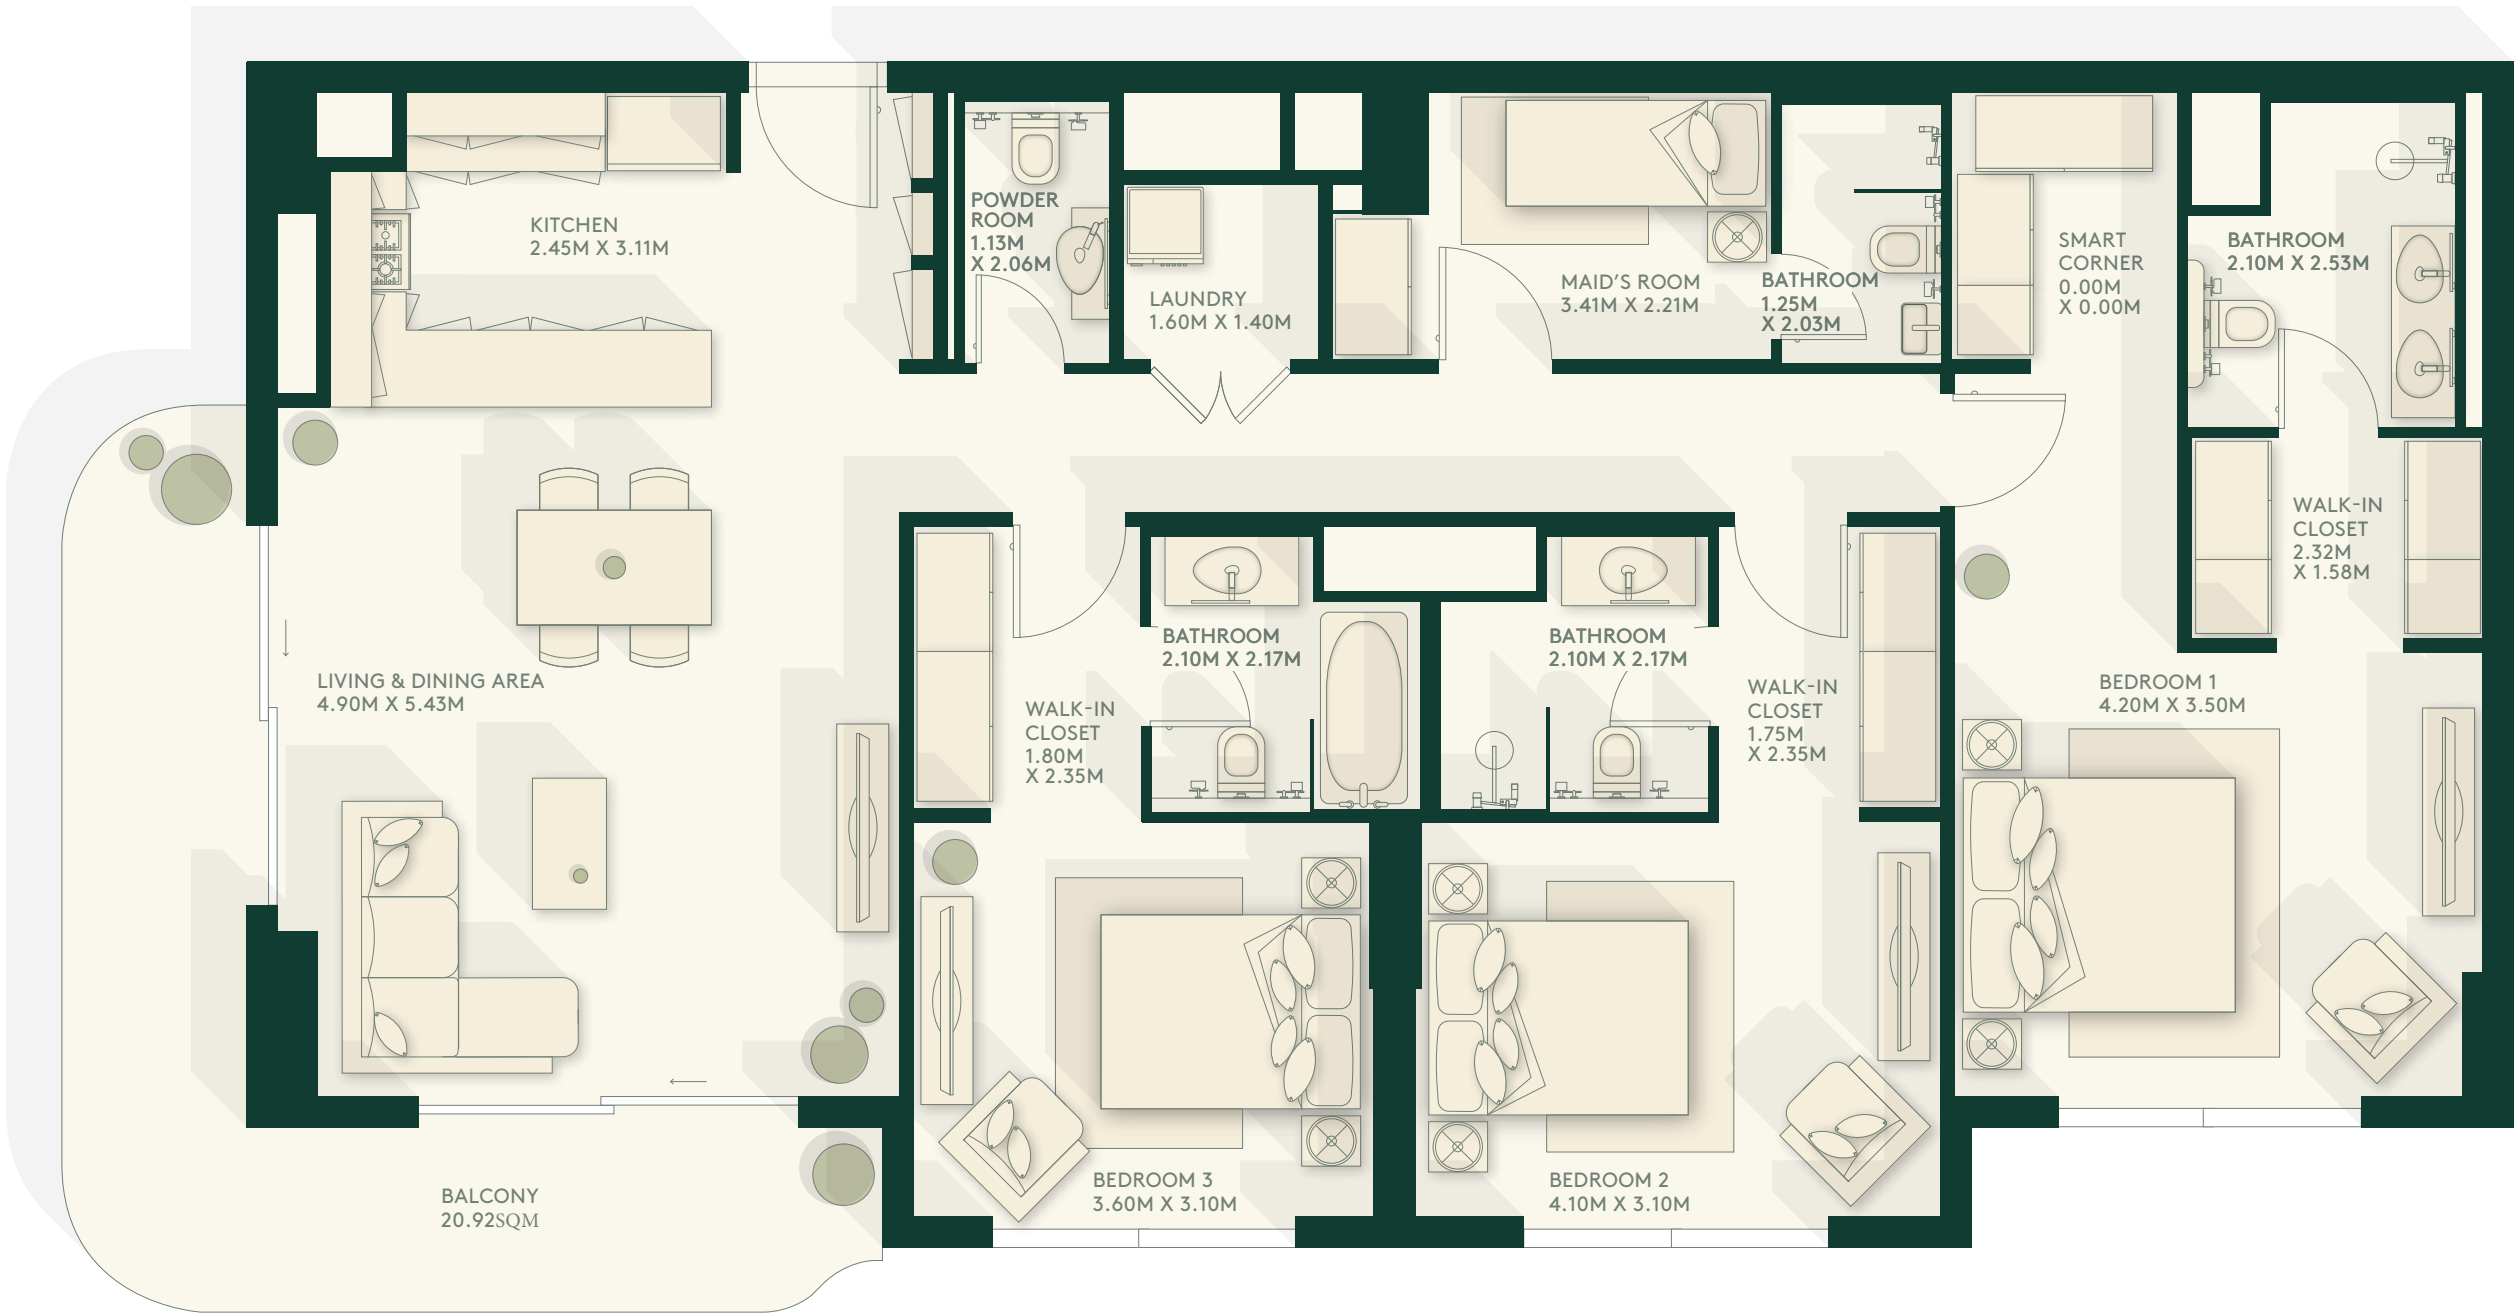 KITCHEN
2.45M X 3.11M
POWDER
ROOM
1.13M
X 2.06M
LAUNDRY
1.60M X 1.40M
MAID'S ROOM
3.41M X 2.21M
BATHROOM
1.25M
X 2.03M
SMART
CORNER
0.00M
X 0.00M
BATHROOM
2.10M X 2.53M
WALK-IN
CLOSET
2.32M
X 1.58M
LIVING & DINING AREA
4.90M X 5.43M
WALK-IN
CLOSET
1.80M
X 2.35M
BATHROOM
2.10M X 2.17M
BATHROOM
2.10M X 2.17M
WALK-IN
CLOSET
1.75M
X 2.35M
BEDROOM 1
4.20M X 3.50M
BALCONY
20.92SQM
BEDROOM 3
3.60M X 3.10M
BEDROOM 2
4.10M X 3.10M